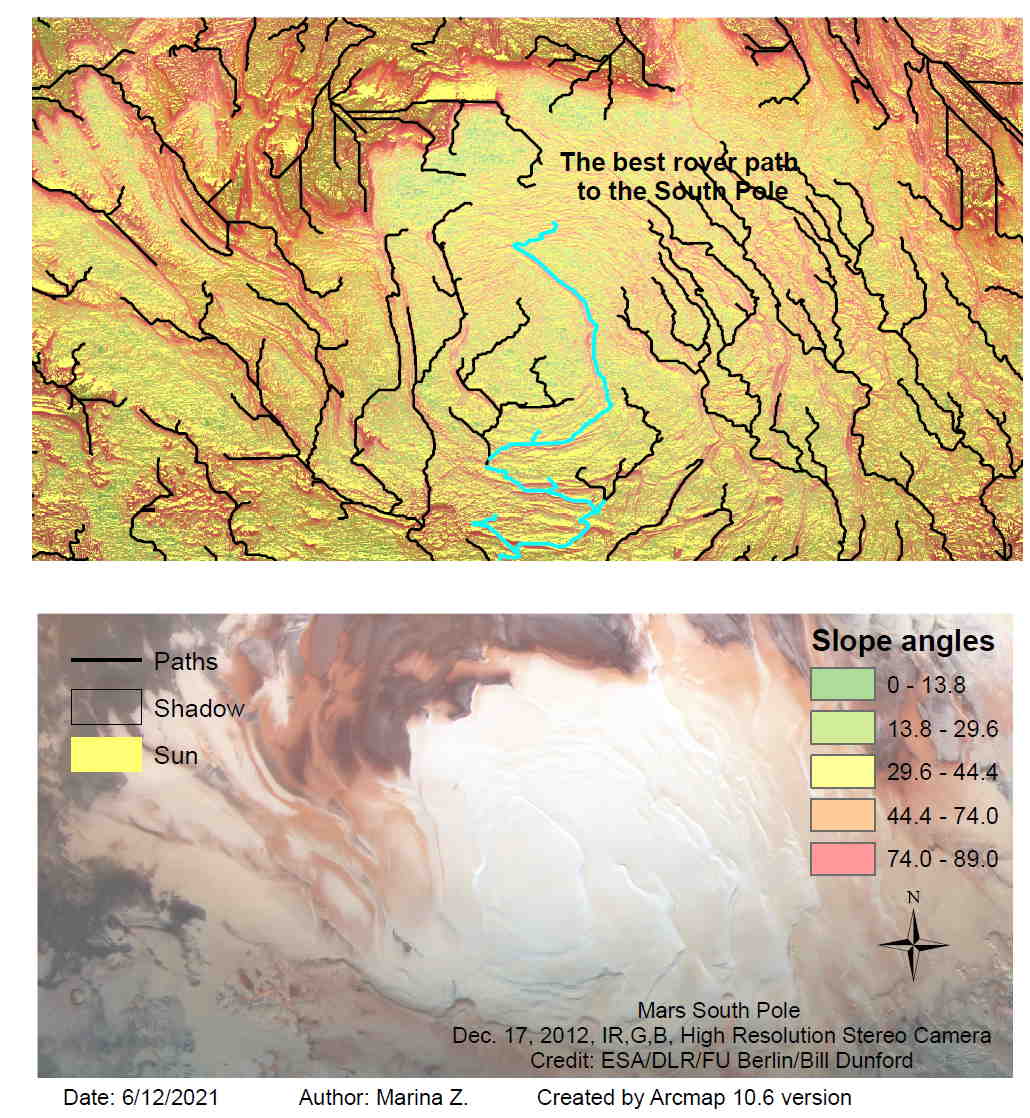 The best rover path
to the South Pole
Paths
Shadow
Sun
Slope angles
0 - 13.8
13.8 - 29.6
29.6 - 44.4
44.4 - 74.0
74.0 - 89.0
N
Mars South Pole
Dec. 17, 2012, IR,G,B, High Resolution Stereo Camera
Credit: ESA/DLR/FU Berlin/Bill Dunford
Date: 6/12/2021 Author: Marina Z. Created by Arcmap 10.6 version